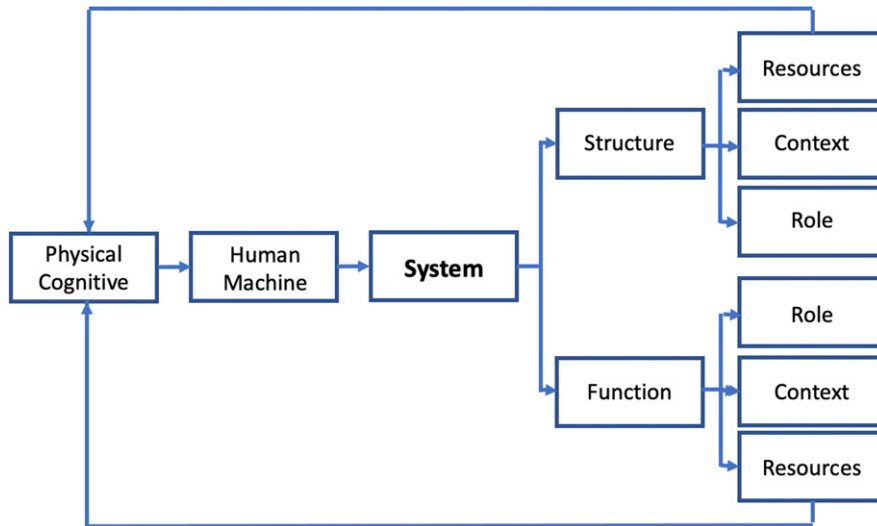 Resources
Structure
Context
Role
Physical
Cognitive
Human
Machine
System
Role
Function
Context
Resources